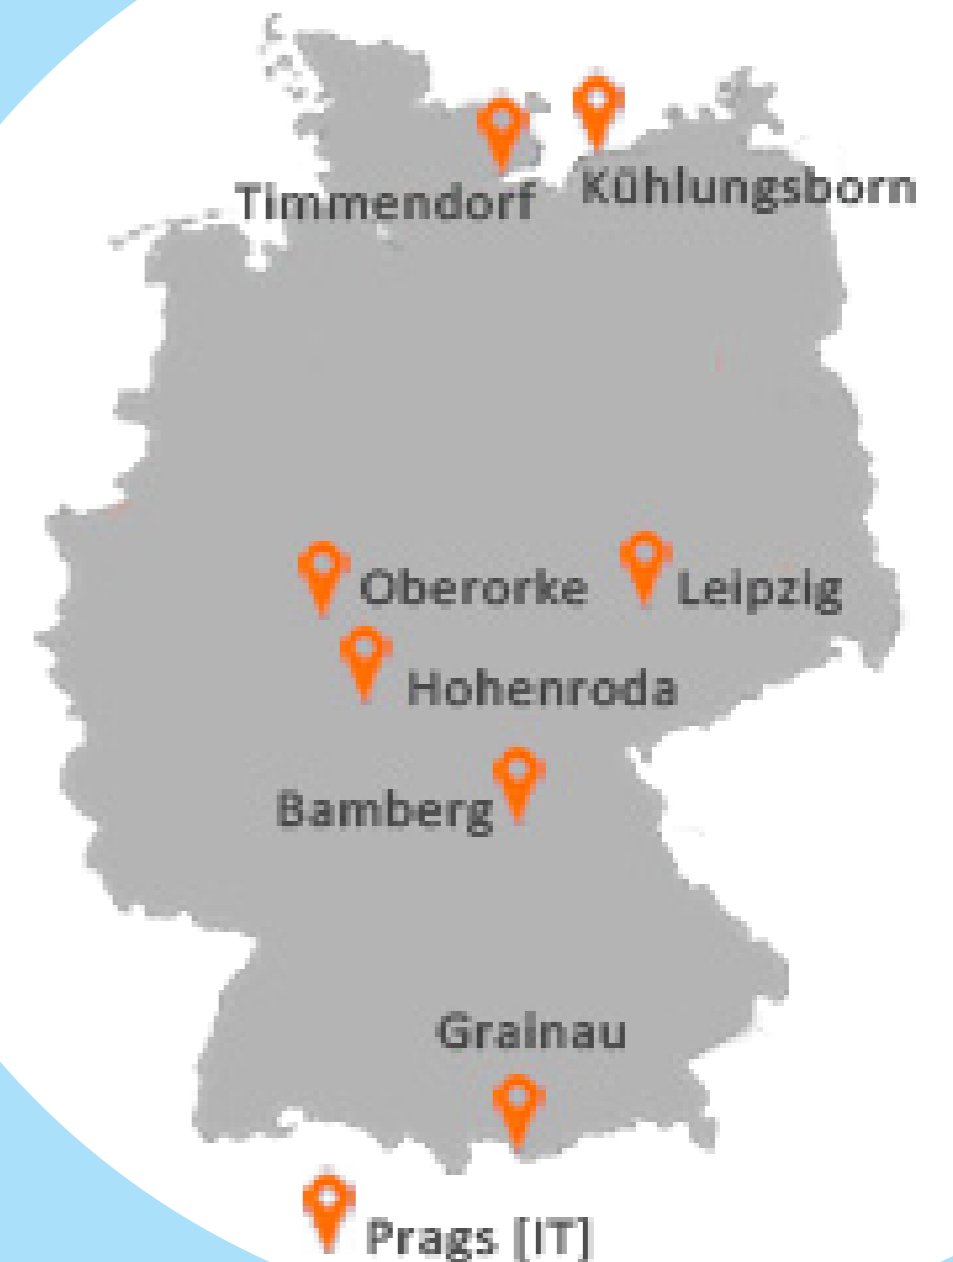 Timmendorf
Kühlungsborn
Oberorke
Leipzig
Hohenroda
Bamberg
Grainau
Prags [IT]